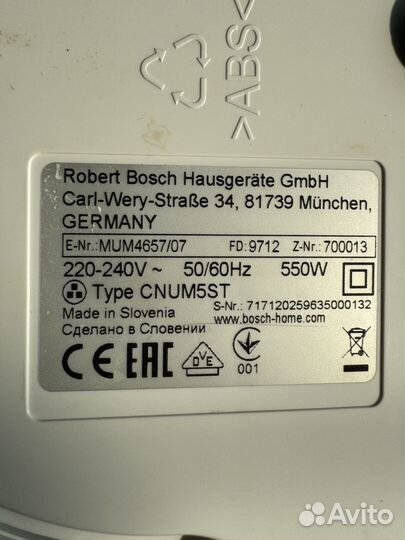 >ABS<
Robert Bosch Hausgeräte GmbH
Carl-Wery-Straße 34, 81739 München,
GERMANY
E-Nr.: MUM4657/07 FD: 9712 Z-Nr.: 700013
220-240V ~ 50/60Hz 550W
Type CNUM5ST
S-Nr.: 717120259635000132
Made in Slovenia www.bosch-home.com
Сделано в Словении
CE EAC OVE 001
Avito